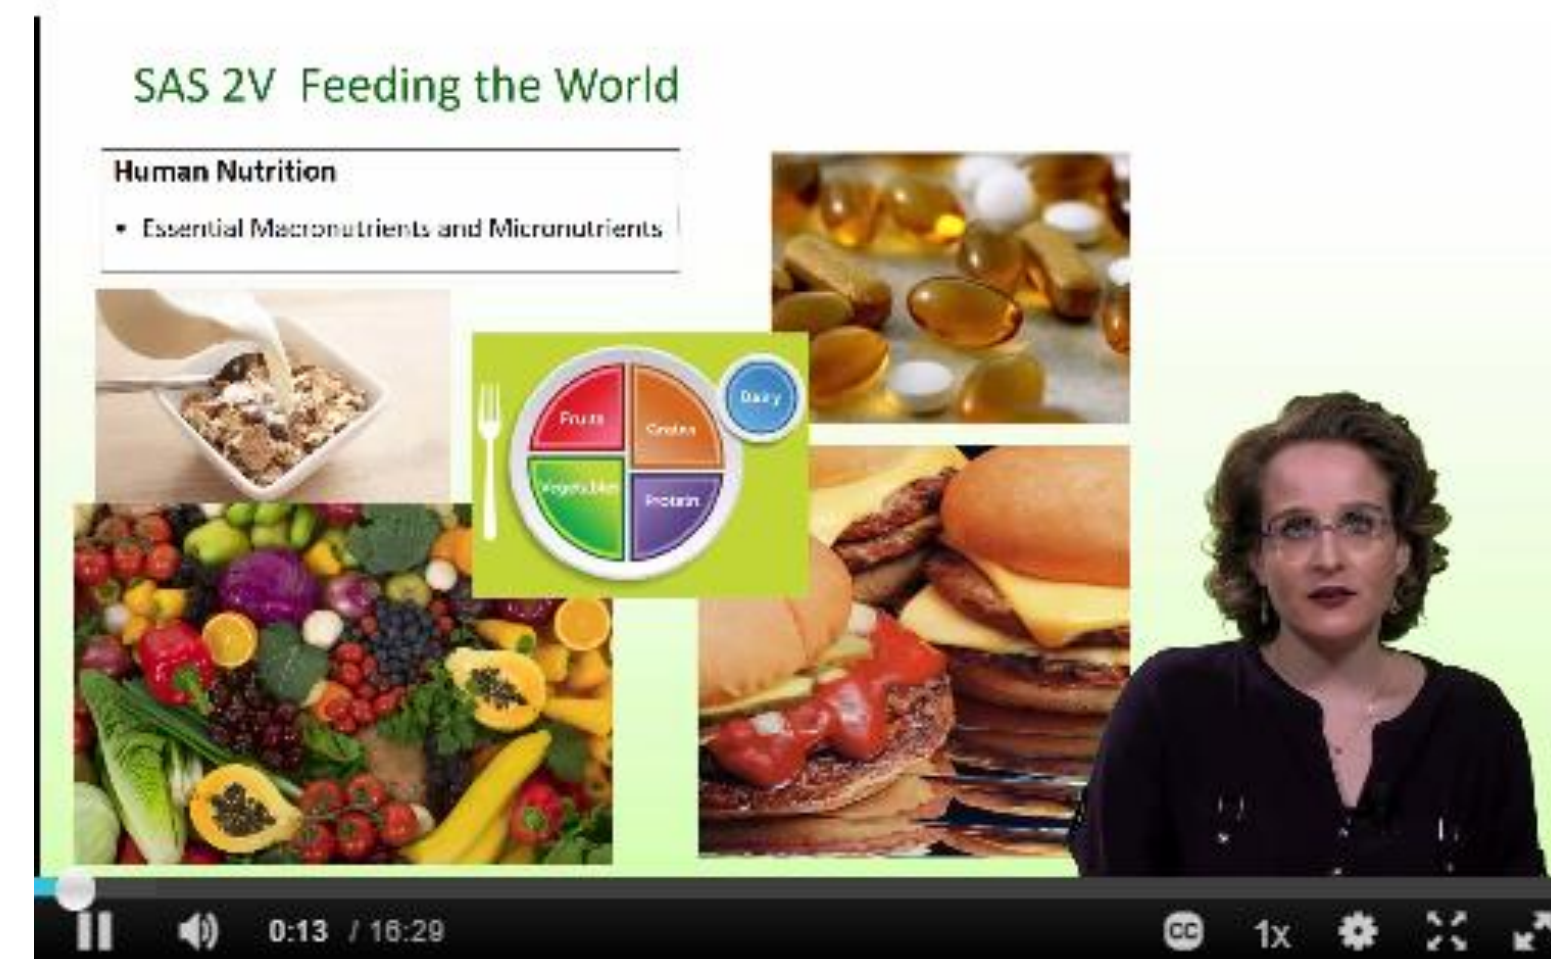 SAS 2V Feeding the World
Human Nutrition
• Essential Macronutrients and Micronutrients
Fruits
Grains
Dairy
Vegetables
Protein
0:13 / 16:29
CC
1x